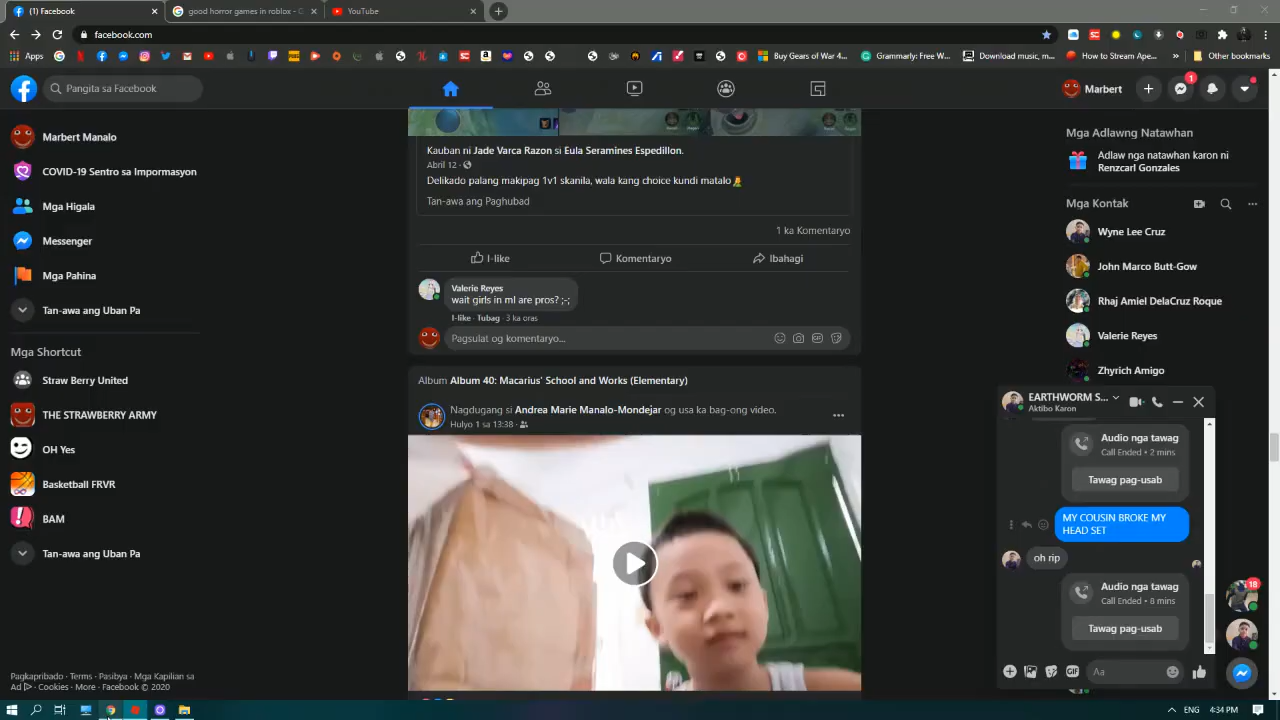 (1) Facebook
good horror games in roblox - G
YouTube
facebook.com
Apps
Buy Gears of War 4...
Grammarly: Free W...
Download music, m...
How to Stream Ape...
Other bookmarks
Pangita sa Facebook
Marbert
1
Marbert Manalo
COVID-19 Sentro sa Impormasyon
Mga Higala
Messenger
Mga Pahina
Tan-awa ang Uban Pa
Mga Shortcut
Straw Berry United
THE STRAWBERRY ARMY
OH Yes
Basketball FRVR
BAM
Tan-awa ang Uban Pa
Pagkapribado · Terms · Pasibya · Mga Kapilian sa
Ad · Cookies · More · Facebook © 2020
Kauban ni Jade Varca Razon si Eula Seramines Espedillon.
Abril 12 ·
Delikado palang makipag 1v1 skanila, wala kang choice kundi matalo
Tan-awa ang Paghubad
1 ka Komentaryo
I-like
Komentaryo
Ibahagi
Valerie Reyes
wait girls in ml are pros? ;-;
I-like · Tubag · 3 ka oras
Pagsulat og komentaryo...
Album Album 40: Macarius' School and Works (Elementary)
Nagdugang si Andrea Marie Manalo-Mondejar og usa ka bag-ong video.
Hulyo 1 sa 13:38 ·
Mga Adlawng Natawhan
Adlaw nga natawhan karon ni
Renzcarl Gonzales
Mga Kontak
Wyne Lee Cruz
John Marco Butt-Gow
Rhaj Amiel DelaCruz Roque
Valerie Reyes
Zhyrich Amigo
EARTHWORM S...
Aktibo Karon
Audio nga tawag
Call Ended · 2 mins
Tawag pag-usab
MY COUSIN BROKE MY
HEAD SET
oh rip
Audio nga tawag
Call Ended · 8 mins
Tawag pag-usab
Aa
18
ENG
4:34 PM